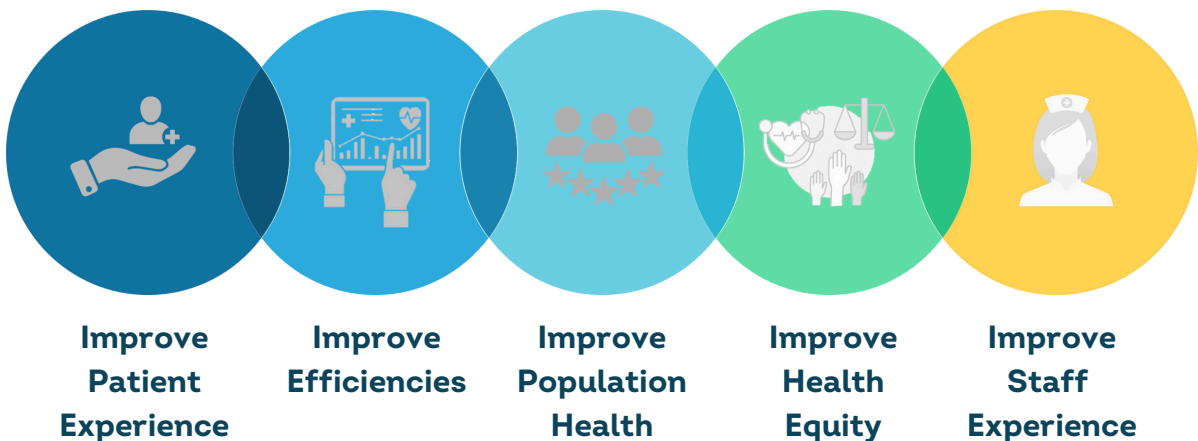 Improve
Patient
Experience
Improve
Efficiencies
Improve
Population
Health
Improve
Health
Equity
Improve
Staff
Experience